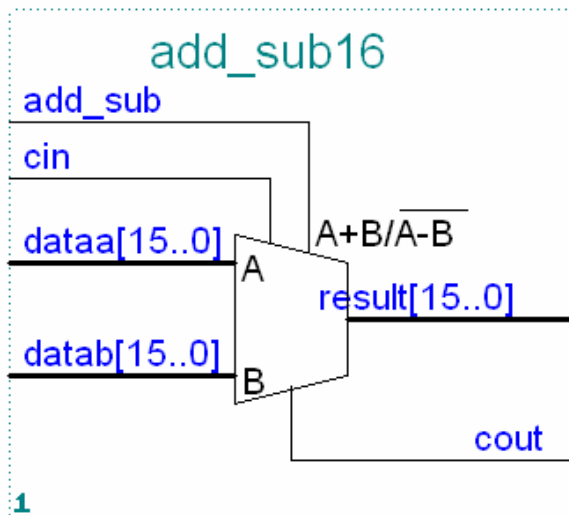 add_sub16
add_sub
cin
dataa[15..0]
A+B/A-B
A
result[15..0]
datab[15..0]
B
cout
1